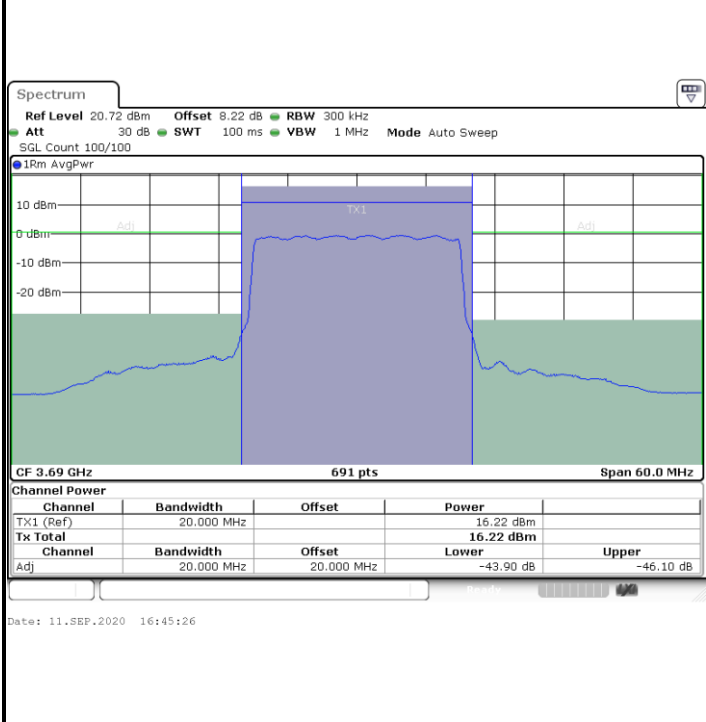 Spectrum
Ref Level 20.72 dBm Offset 8.22 dB RBW 300 kHz
Att 30 dB SWT 100 ms VBW 1 MHz Mode Auto Sweep
SGL Count 100/100
1Rm AvgPwr
10 dBm
TX1
Adj Adj
0 dBm
-10 dBm
-20 dBm
CF 3.69 GHz 691 pts Span 60.0 MHz
Channel Power
Channel Bandwidth Offset Power
TX1 (Ref) 20.000 MHz 16.22 dBm
Tx Total 16.22 dBm
Channel Bandwidth Offset Lower Upper
Adj 20.000 MHz 20.000 MHz -43.90 dB -46.10 dB
Ready
Date: 11.SEP.2020 16:45:26